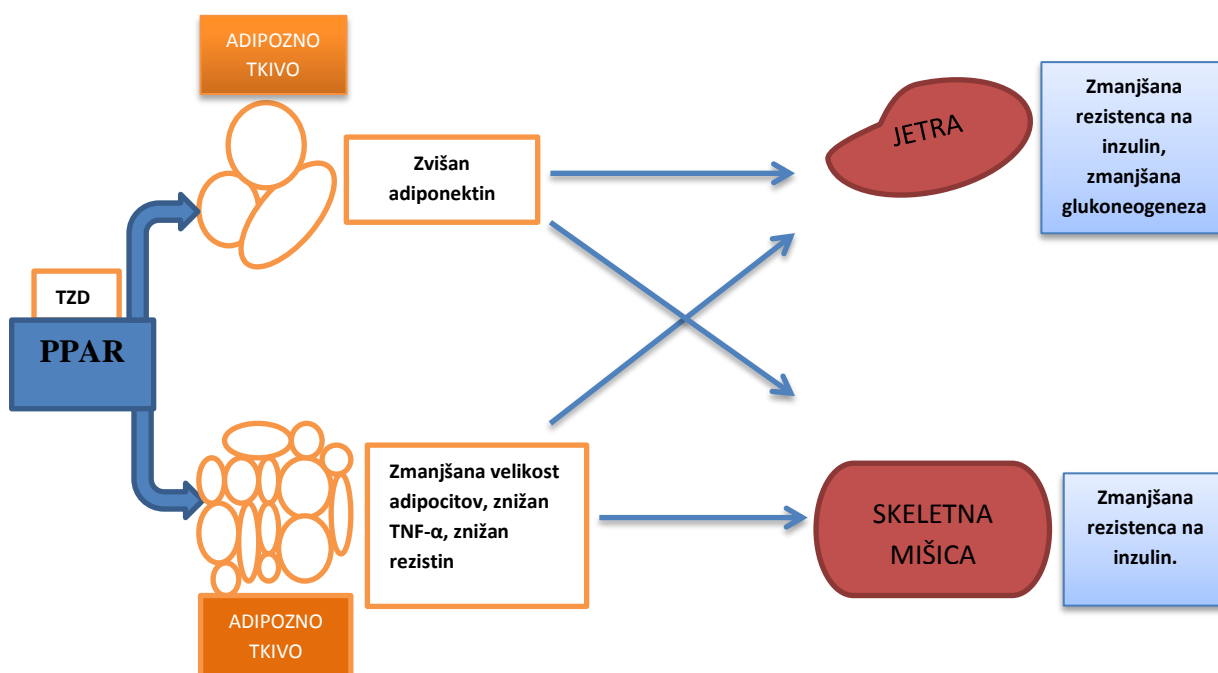 ADIPOZNO
TKIVO
Zvišan
adiponektin
JETRA
Zmanjšana
rezistenca na
inzulin,
zmanjšana
glukoneogeneza
TZD
PPAR
Zmanjšana velikost
adipocitov, znižan
TNF-α, znižan
rezistin
SKELETNA
MIŠICA
Zmanjšana
rezistenca na
inzulin.
ADIPOZNO
TKIVO